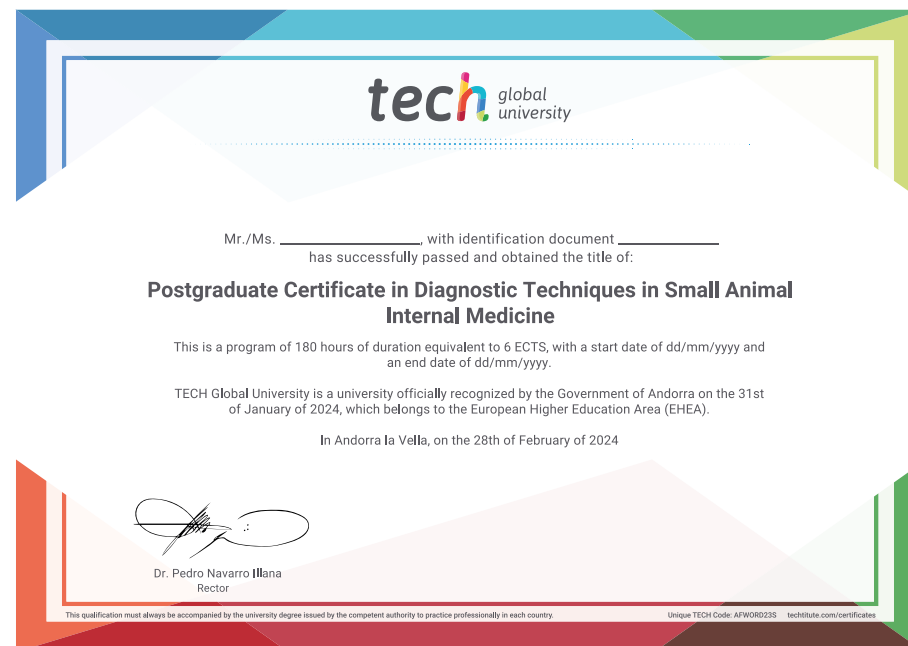 tech global
university
Mr./Ms. ____________________, with identification document ______________
has successfully passed and obtained the title of:
Postgraduate Certificate in Diagnostic Techniques in Small Animal
Internal Medicine
This is a program of 180 hours of duration equivalent to 6 ECTS, with a start date of dd/mm/yyyy and
an end date of dd/mm/yyyy.
TECH Global University is a university officially recognized by the Government of Andorra on the 31st
of January of 2024, which belongs to the European Higher Education Area (EHEA).
In Andorra la Vella, on the 28th of February of 2024
Dr. Pedro Navarro Illana
Rector
This qualification must always be accompanied by the university degree issued by the competent authority to practice professionally in each country.
Unique TECH Code: AFWORD23S techtitute.com/certificates